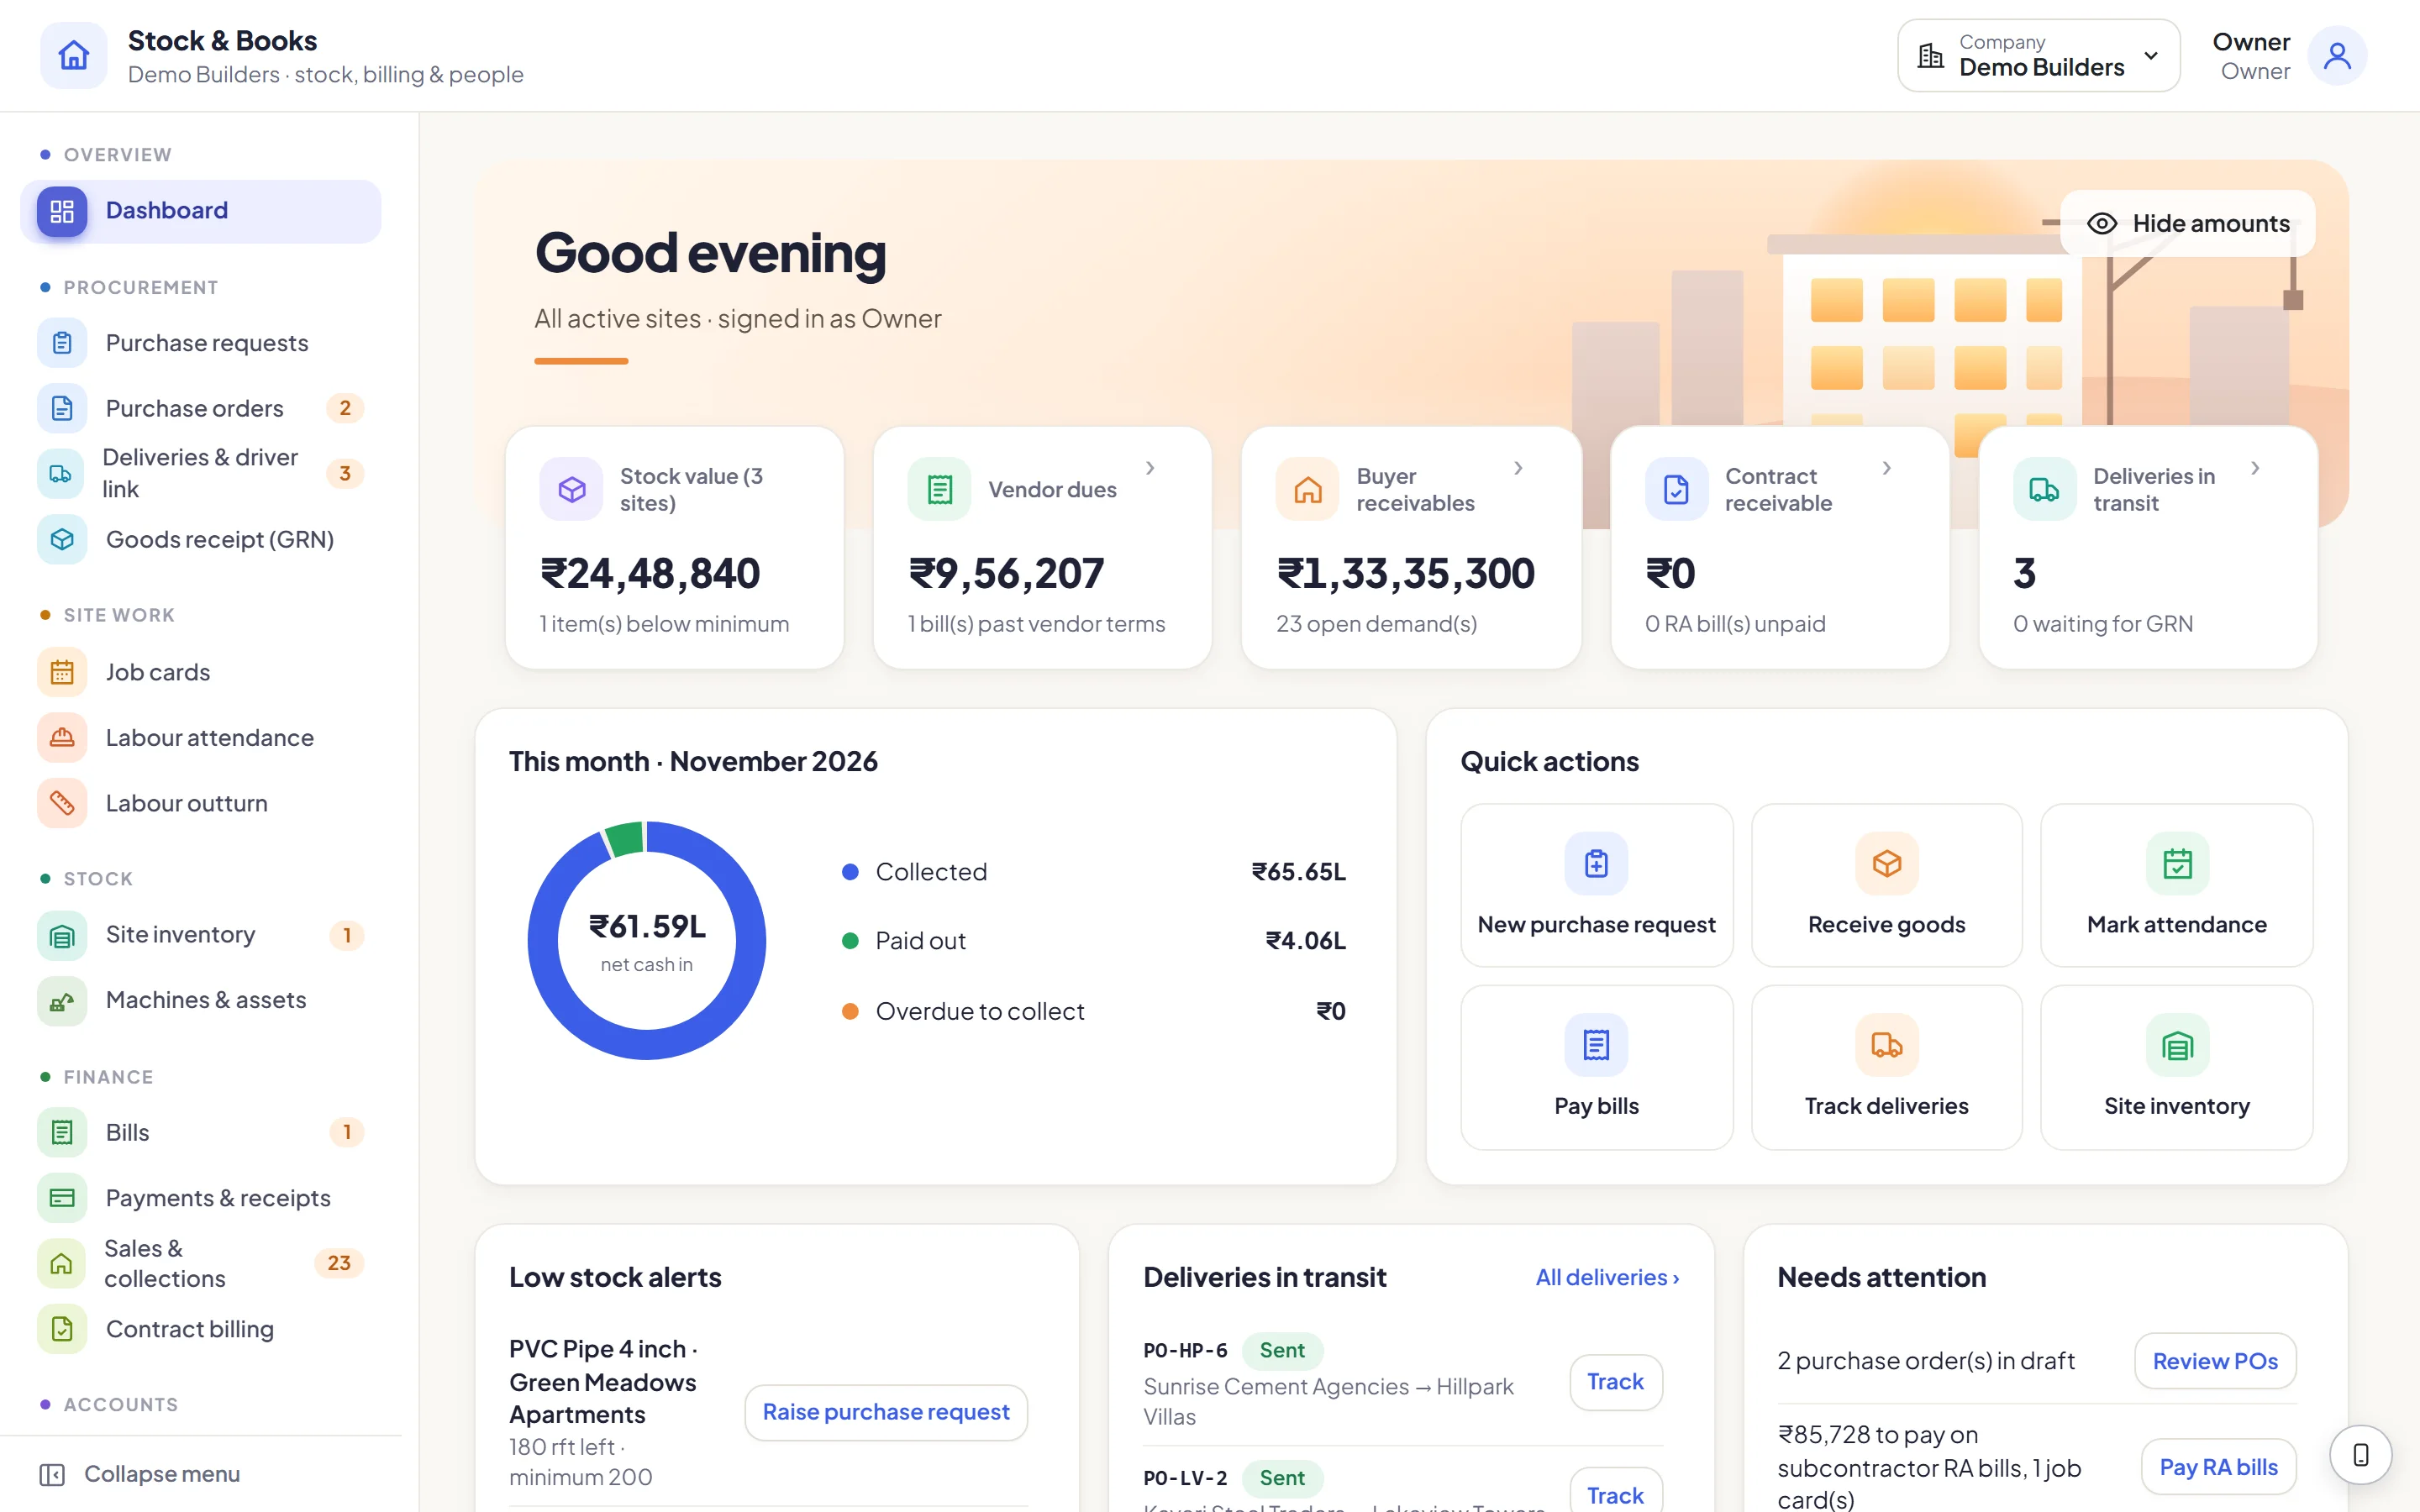 Stock & Books
Demo Builders · stock, billing & people
Company
Demo Builders
Owner
Owner
OVERVIEW
Dashboard
PROCUREMENT
Purchase requests
Purchase orders
2
Deliveries & driver
link
3
Goods receipt (GRN)
SITE WORK
Job cards
Labour attendance
Labour outturn
STOCK
Site inventory
1
Machines & assets
FINANCE
Bills
1
Payments & receipts
Sales &
collections
23
Contract billing
ACCOUNTS
Collapse menu
Good evening
All active sites · signed in as Owner
Hide amounts
Stock value (3
sites)
₹24,48,840
1 item(s) below minimum
Vendor dues
₹9,56,207
1 bill(s) past vendor terms
Buyer
receivables
₹1,33,35,300
23 open demand(s)
Contract
receivable
₹0
0 RA bill(s) unpaid
Deliveries in
transit
3
0 waiting for GRN
This month · November 2026
₹61.59L
net cash in
Collected
₹65.65L
Paid out
₹4.06L
Overdue to collect
₹0
Quick actions
New purchase request
Receive goods
Mark attendance
Pay bills
Track deliveries
Site inventory
Low stock alerts
PVC Pipe 4 inch ·
Green Meadows
Apartments
180 rft left ·
minimum 200
Raise purchase request
Deliveries in transit
All deliveries ›
PO-HP-6
Sent
Sunrise Cement Agencies → Hillpark
Villas
Track
PO-LV-2
Sent
Kaveri Steel Traders → Lakeview Towers
Track
Needs attention
2 purchase order(s) in draft
Review POs
₹85,728 to pay on
subcontractor RA bills, 1 job
card(s)
Pay RA bills